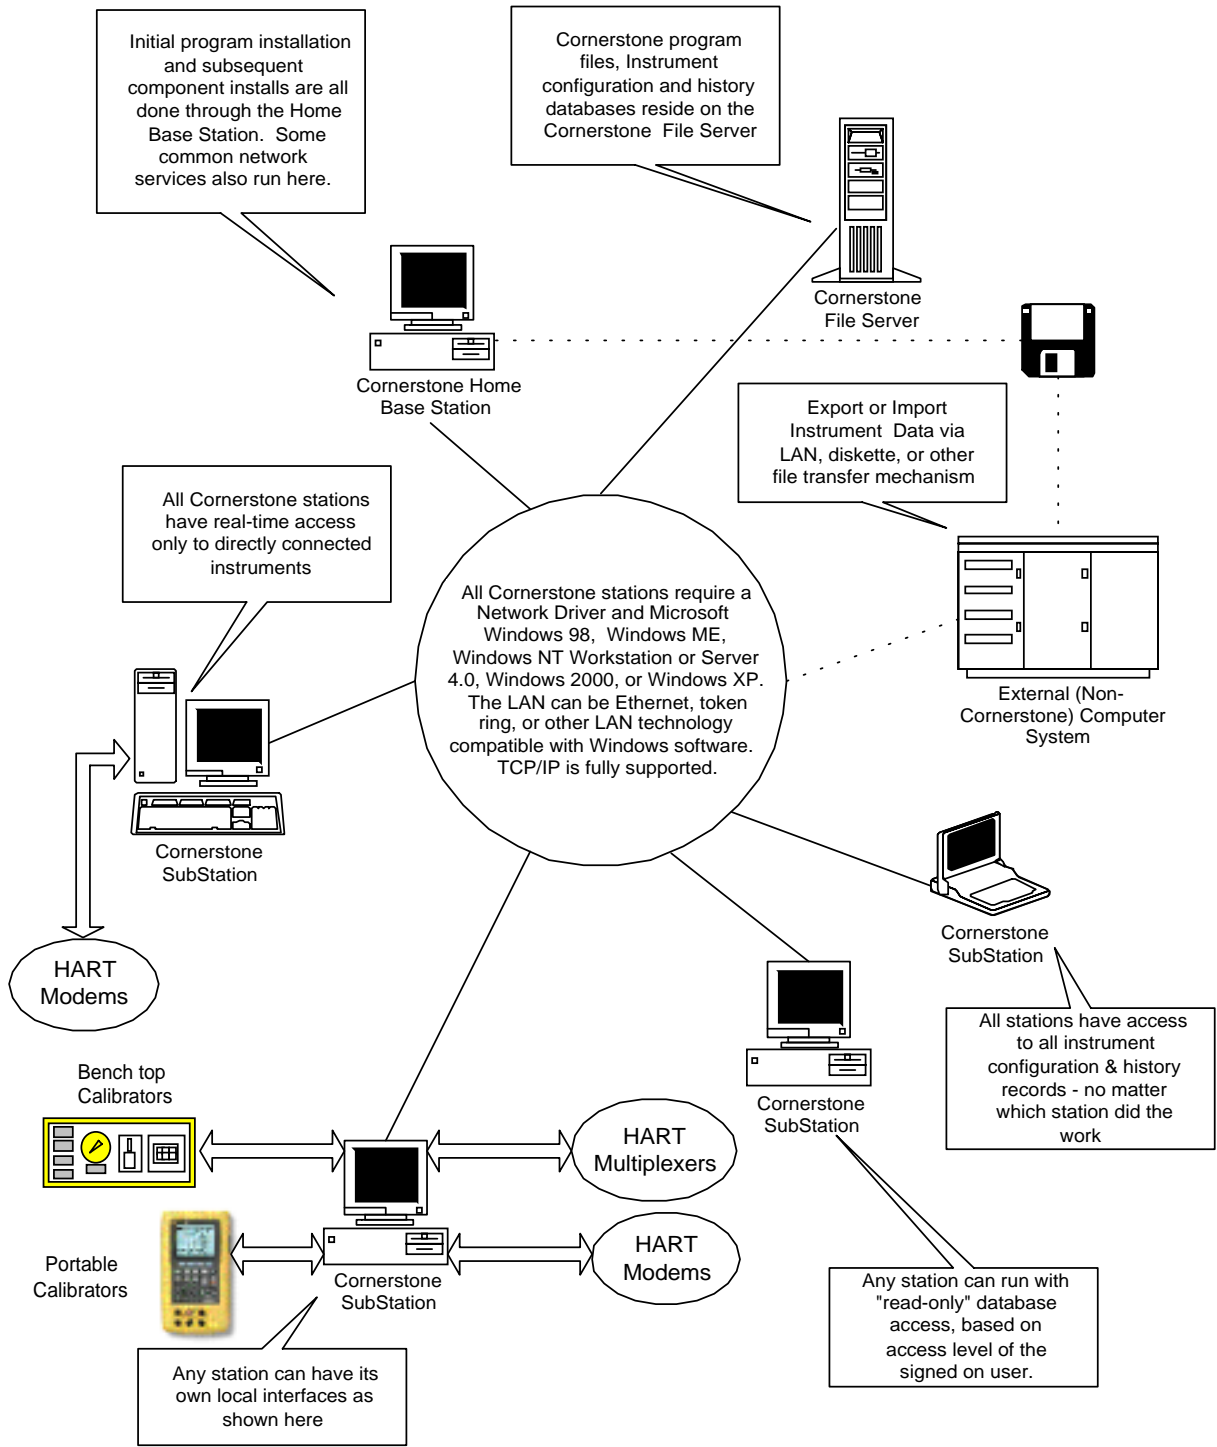 Initial program installation
and subsequent
component installs are all
done through the Home
Base Station.  Some
common network
services also run here.
Cornerstone program
files, Instrument
configuration and history
databases reside on the
Cornerstone  File Server
Cornerstone
File Server
Cornerstone Home
Base Station
Export or Import
Instrument  Data via
LAN, diskette, or other
file transfer mechanism
All Cornerstone stations
have real-time access
only to directly connected
instruments
All Cornerstone stations require a
Network Driver and Microsoft
Windows 98,  Windows ME,
Windows NT Workstation or Server
4.0, Windows 2000, or Windows XP.
The LAN can be Ethernet, token
ring, or other LAN technology
compatible with Windows software.
TCP/IP is fully supported.
External (Non-
Cornerstone) Computer
System
Cornerstone
SubStation
Cornerstone
SubStation
HART
Modems
All stations have access
to all instrument
configuration & history
records - no matter
which station did the
work
Bench top
Calibrators
Cornerstone
SubStation
HART
Multiplexers
Portable
Calibrators
HART
Modems
Cornerstone
SubStation
Any station can run with
"read-only" database
access, based on
access level of the
signed on user.
Any station can have its
own local interfaces as
shown here